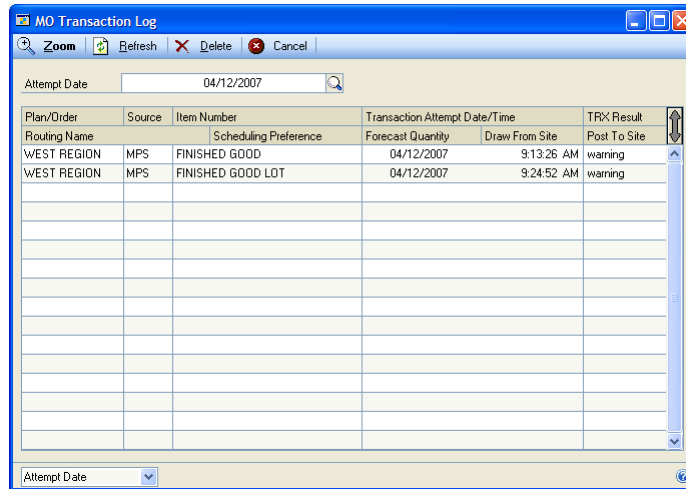 MO Transaction Log
Zoom Refresh Delete Cancel
Attempt Date 04/12/2007
Plan/Order Source Item Number Transaction Attempt Date/Time TRX Result
Routing Name Scheduling Preference Forecast Quantity Draw From Site Post To Site
WEST REGION MPS FINISHED GOOD 04/12/2007 9:13:26 AM warning
WEST REGION MPS FINISHED GOOD LOT 04/12/2007 9:24:52 AM warning
Attempt Date